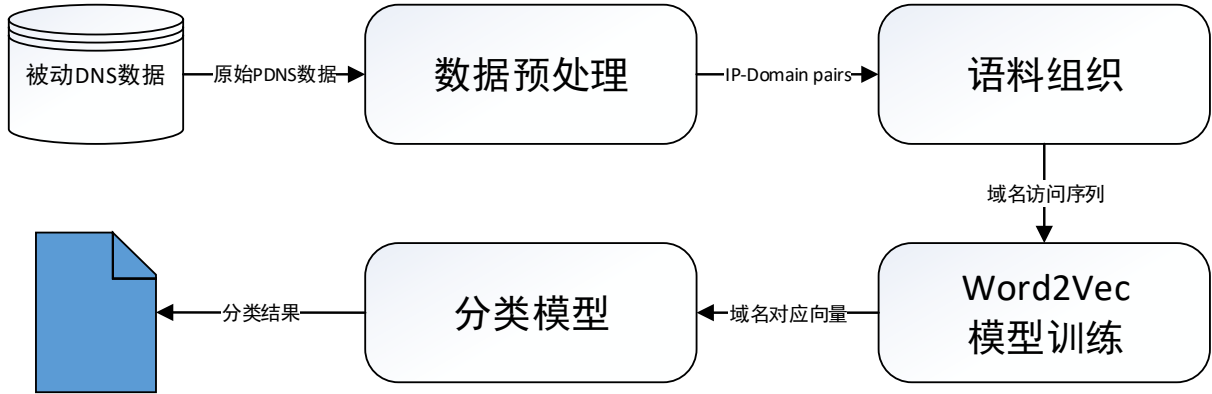 被动DNS数据
原始PDNS数据
数据预处理
IP-Domain pairs
语料组织
域名访问序列
Word2Vec
模型训练
域名对应向量
分类模型
分类结果